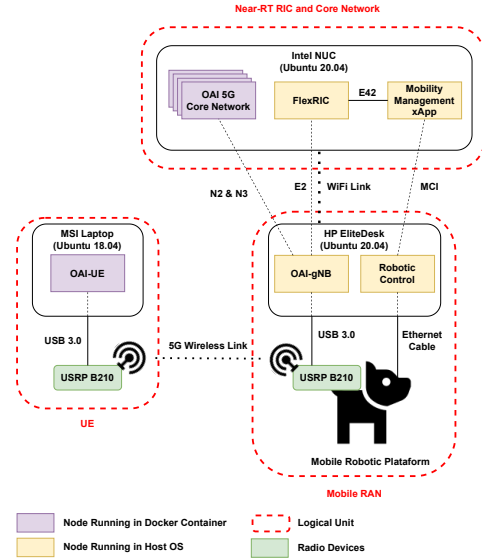 Near-RT RIC and Core Network
Intel NUC
(Ubuntu 20.04)
OAI 5G
Core Network
FlexRIC
E42
Mobility
Management
xApp
N2 & N3
E2
WiFi Link
MCI
MSI Laptop
(Ubuntu 18.04)
OAI-UE
HP EliteDesk
(Ubuntu 20.04)
OAI-gNB
Robotic
Control
USB 3.0
5G Wireless Link
USB 3.0
Ethernet
Cable
USRP B210
USRP B210
UE
Mobile Robotic Plataform
Mobile RAN
Node Running in Docker Container
Logical Unit
Node Running in Host OS
Radio Devices